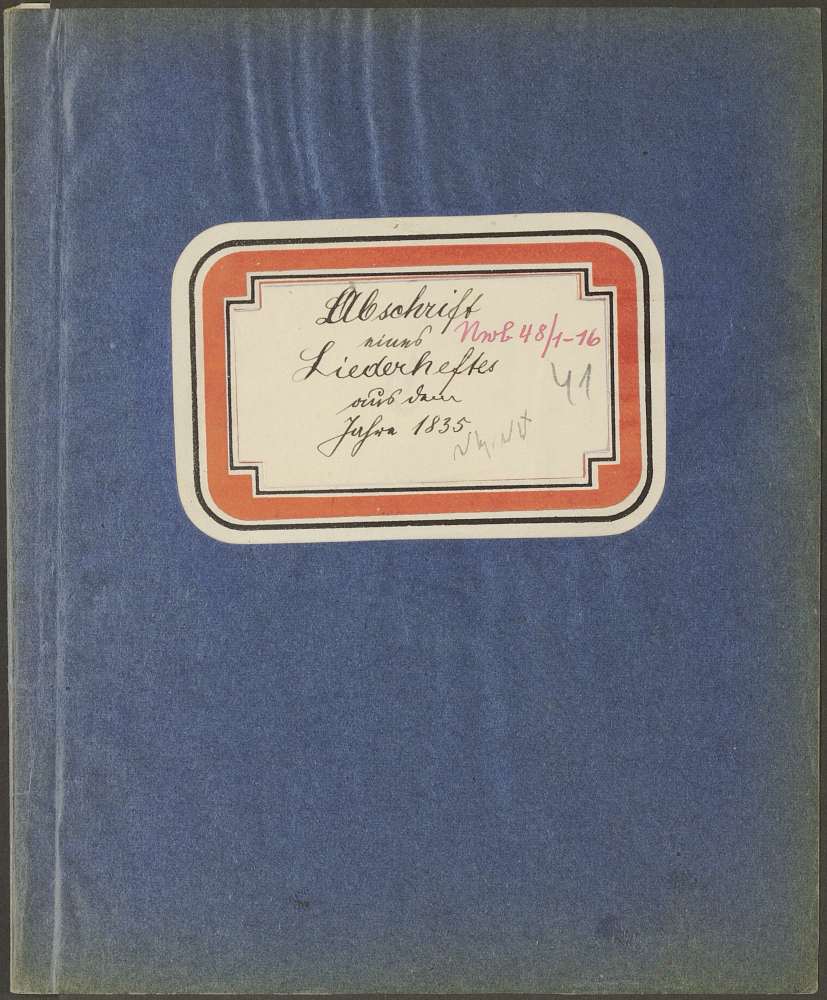 Abschrift
eines
Nwb 48/1-16
Liederheftes
41
aus dem
Jahre 1835